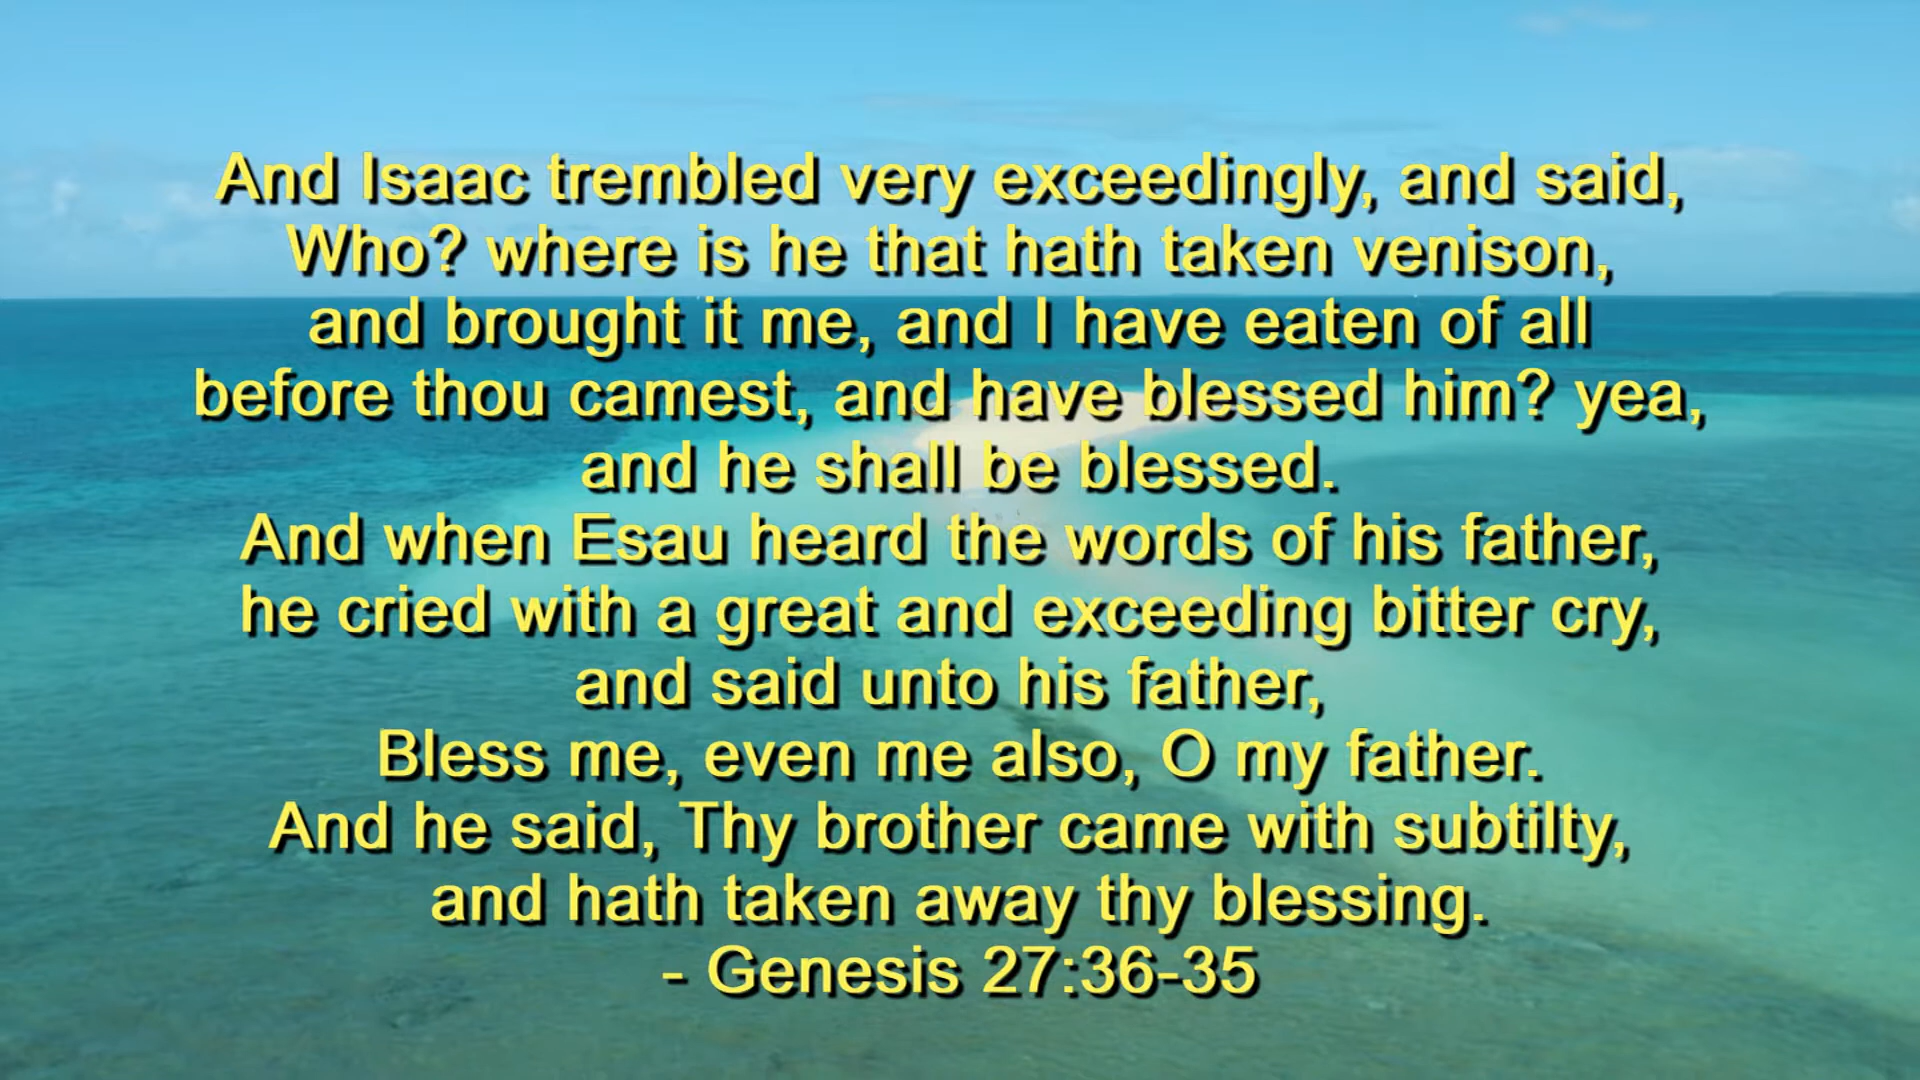 And Isaac trembled very exceedingly, and said,
Who? where is he that hath taken venison,
and brought it me, and I have eaten of all
before thou camest, and have blessed him? yea,
and he shall be blessed.
And when Esau heard the words of his father,
he cried with a great and exceeding bitter cry,
and said unto his father,
Bless me, even me also, O my father.
And he said, Thy brother came with subtilty,
and hath taken away thy blessing.
- Genesis 27:36-35